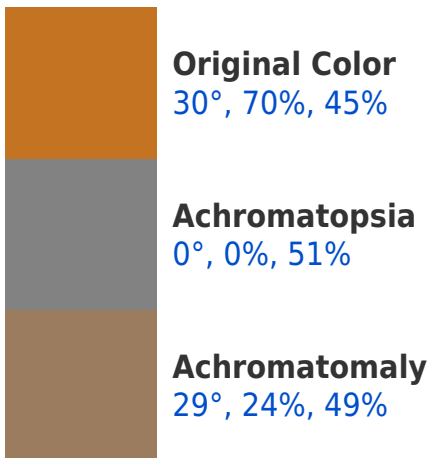 Original Color
30°, 70%, 45%
Achromatopsia
0°, 0%, 51%
Achromatomaly
29°, 24%, 49%